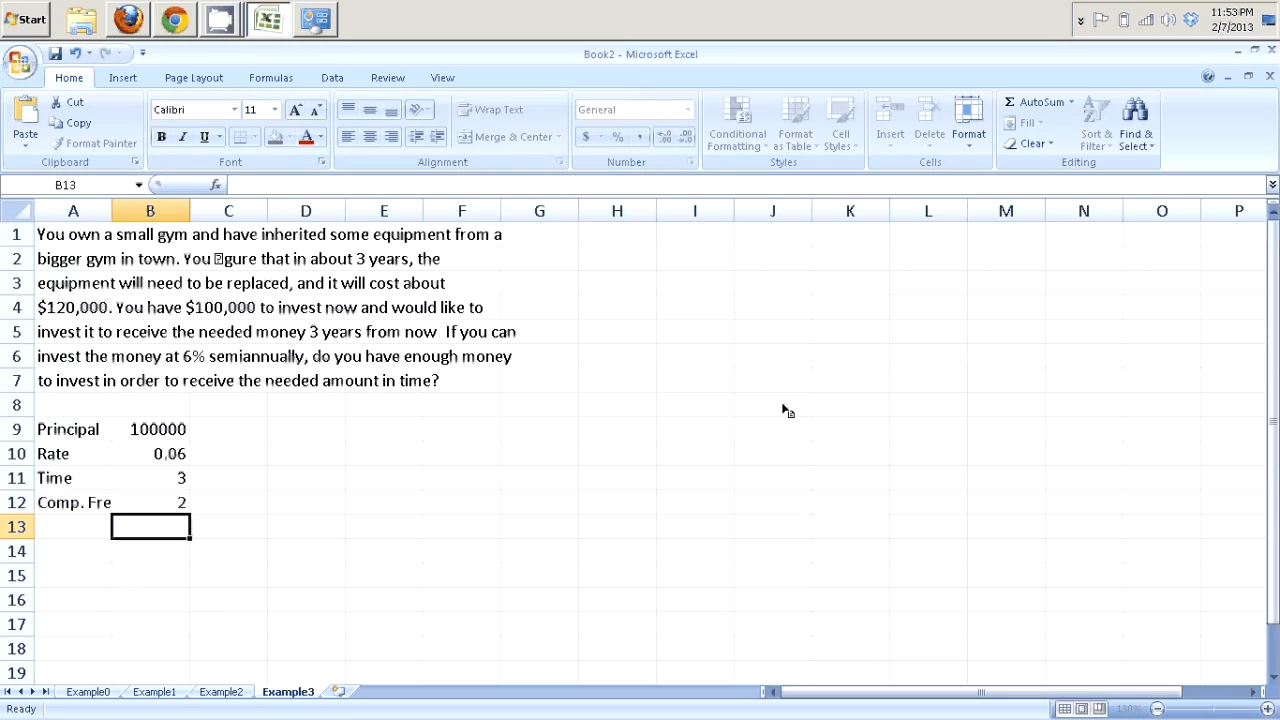 Start
11:53 PM
2/7/2013
Book2 - Microsoft Excel
Home Insert Page Layout Formulas Data Review View
Paste
Cut
Copy
Format Painter
Clipboard
Calibri 11
B I U
Font
Wrap Text
Merge & Center
Alignment
General
$ % ,
Number
Conditional Formatting
Format as Table
Cell Styles
Styles
Insert Delete Format
Cells
AutoSum
Fill
Clear
Sort & Filter
Find & Select
Editing
B13 fx
A B C D E F G H I J K L M N O P
1 You own a small gym and have inherited some equipment from a
2 bigger gym in town. You gure that in about 3 years, the
3 equipment will need to be replaced, and it will cost about
4 $120,000. You have $100,000 to invest now and would like to
5 invest it to receive the needed money 3 years from now If you can
6 invest the money at 6% semiannually, do you have enough money
7 to invest in order to receive the needed amount in time?
8
9 Principal 100000
10 Rate 0.06
11 Time 3
12 Comp. Fre 2
13
14
15
16
17
18
19
Example0 Example1 Example2 Example3
Ready 130%